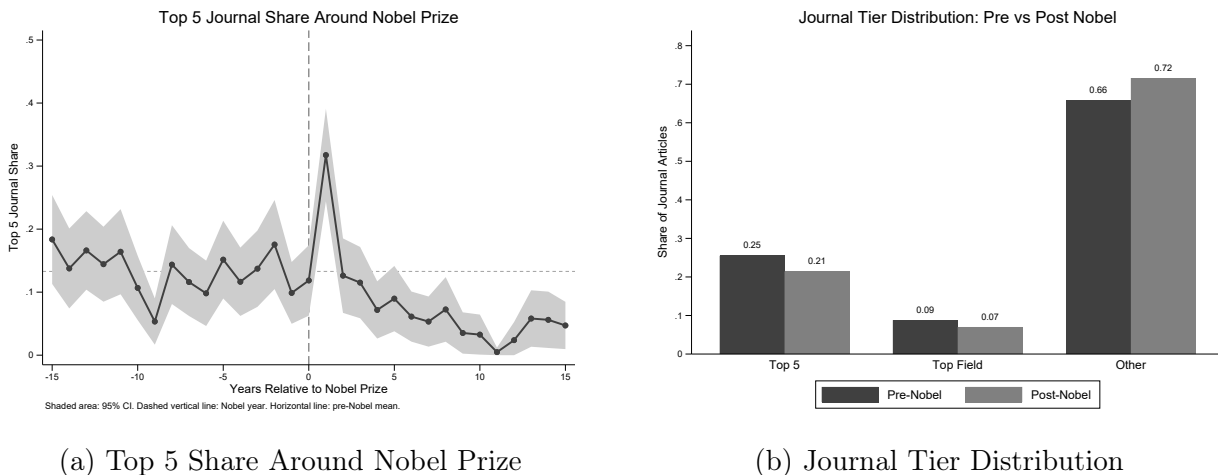 Top 5 Journal Share Around Nobel Prize
Top 5 Journal Share
.5
.4
.3
.2
.1
0
-15 -10 -5 0 5 10 15
Years Relative to Nobel Prize
Shaded area: 95% CI. Dashed vertical line: Nobel year. Horizontal line: pre-Nobel mean.
(a) Top 5 Share Around Nobel Prize
Journal Tier Distribution: Pre vs Post Nobel
Share of Journal Articles
.8
.7
.6
.5
.4
.3
.2
.1
0
0.25 0.21 0.09 0.07 0.66 0.72
Top 5 Top Field Other
Pre-Nobel Post-Nobel
(b) Journal Tier Distribution